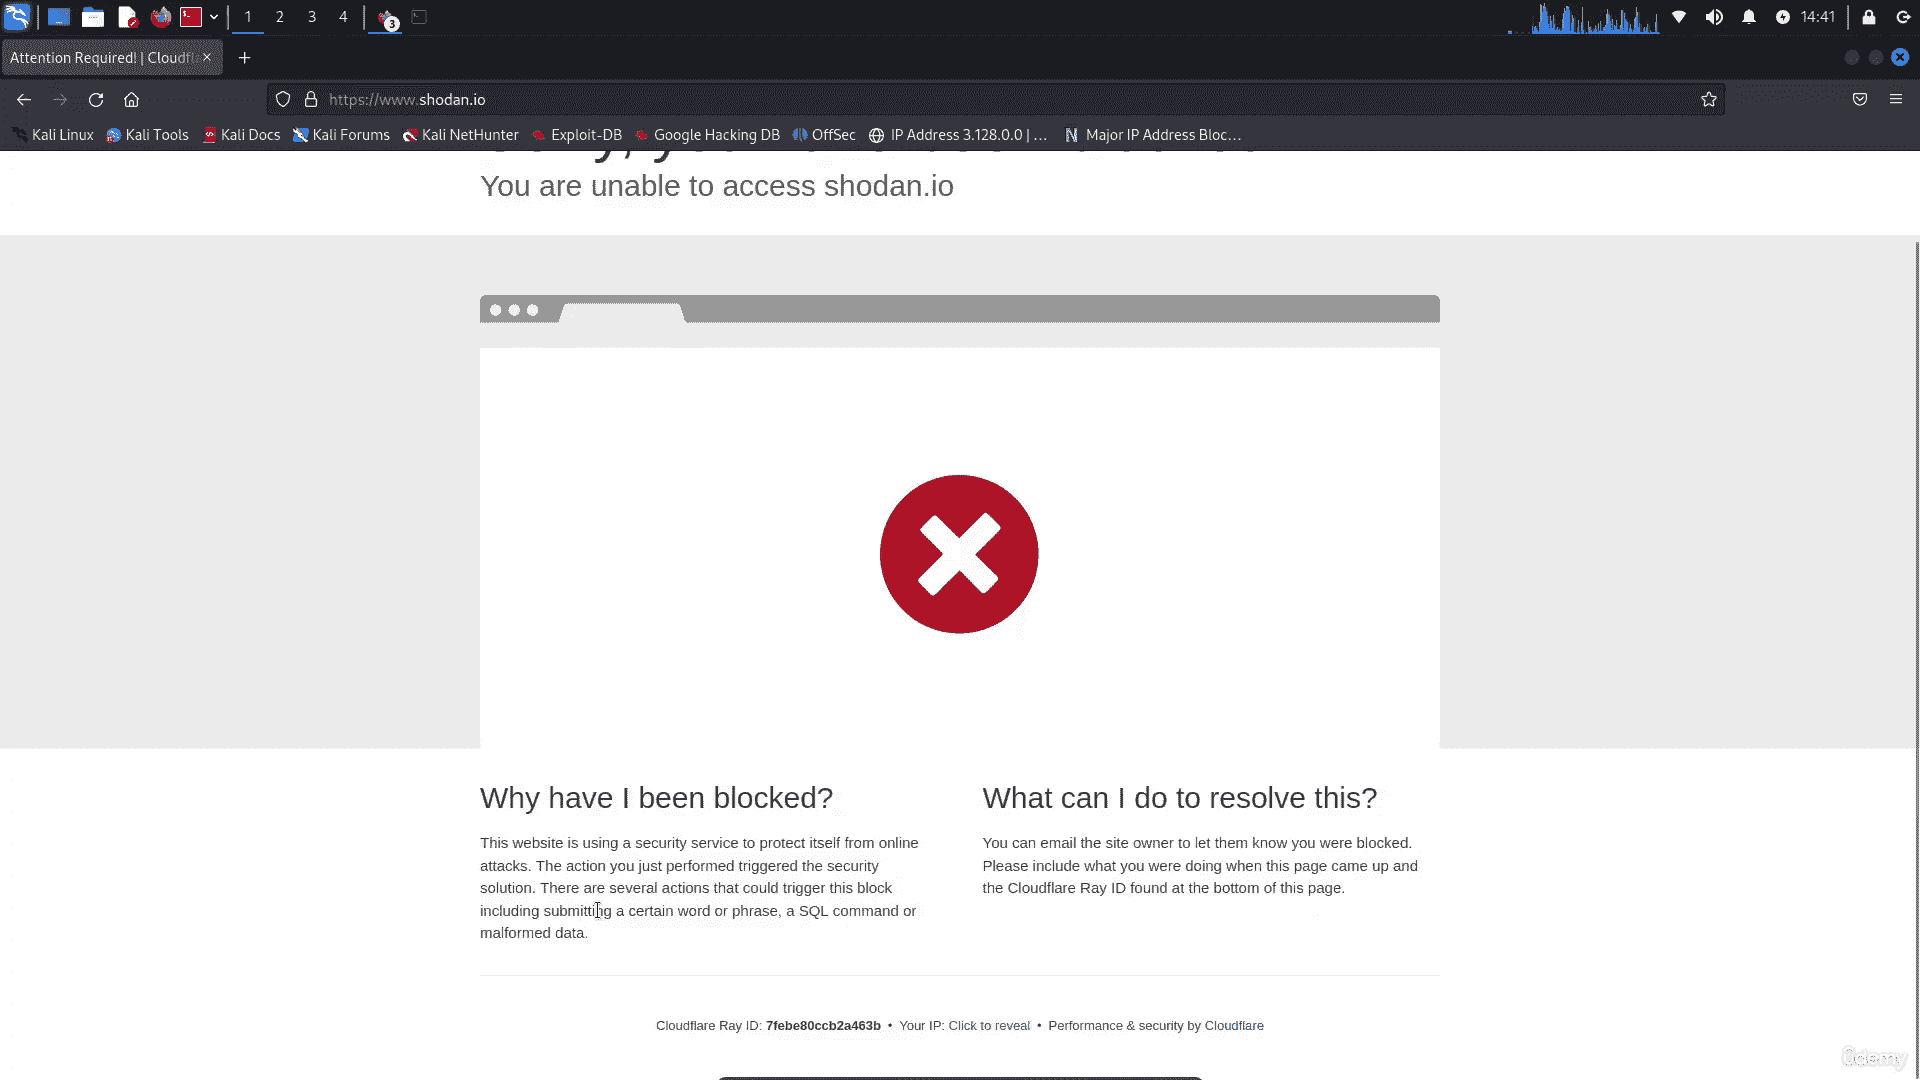 1 2 3 4
3
14:41
Attention Required! | Cloudfla
https://www.shodan.io
Kali Linux Kali Tools Kali Docs Kali Forums Kali NetHunter Exploit-DB Google Hacking DB OffSec IP Address 3.128.0.0 | ... Major IP Address Bloc...
You are unable to access shodan.io
Why have I been blocked?
This website is using a security service to protect itself from online
attacks. The action you just performed triggered the security
solution. There are several actions that could trigger this block
including submitting a certain word or phrase, a SQL command or
malformed data.
What can I do to resolve this?
You can email the site owner to let them know you were blocked.
Please include what you were doing when this page came up and
the Cloudflare Ray ID found at the bottom of this page.
Cloudflare Ray ID: 7febe80ccb2a463b • Your IP: Click to reveal • Performance & security by Cloudflare
ûdemy